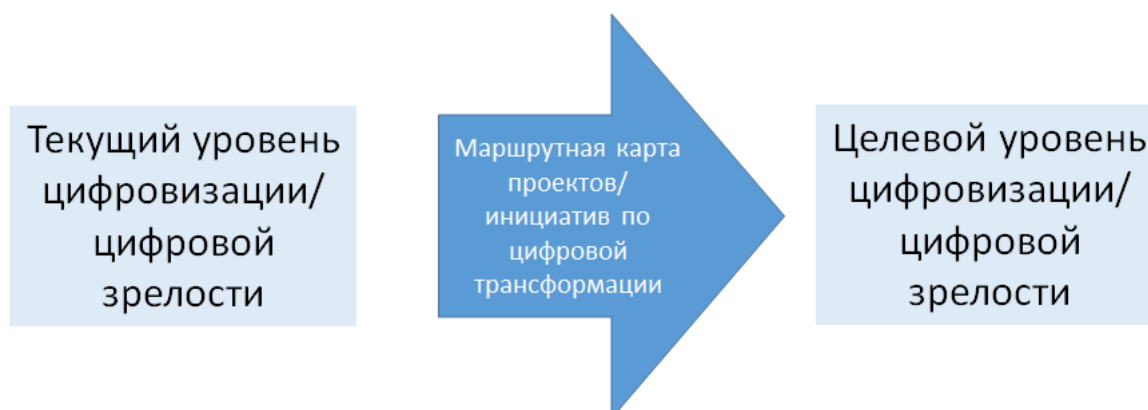 Текущий уровень
цифровизации/
цифровой
зрелости
Маршрутная карта
проектов/
инициатив по
цифровой
трансформации
Целевой уровень
цифровизации/
цифровой
зрелости